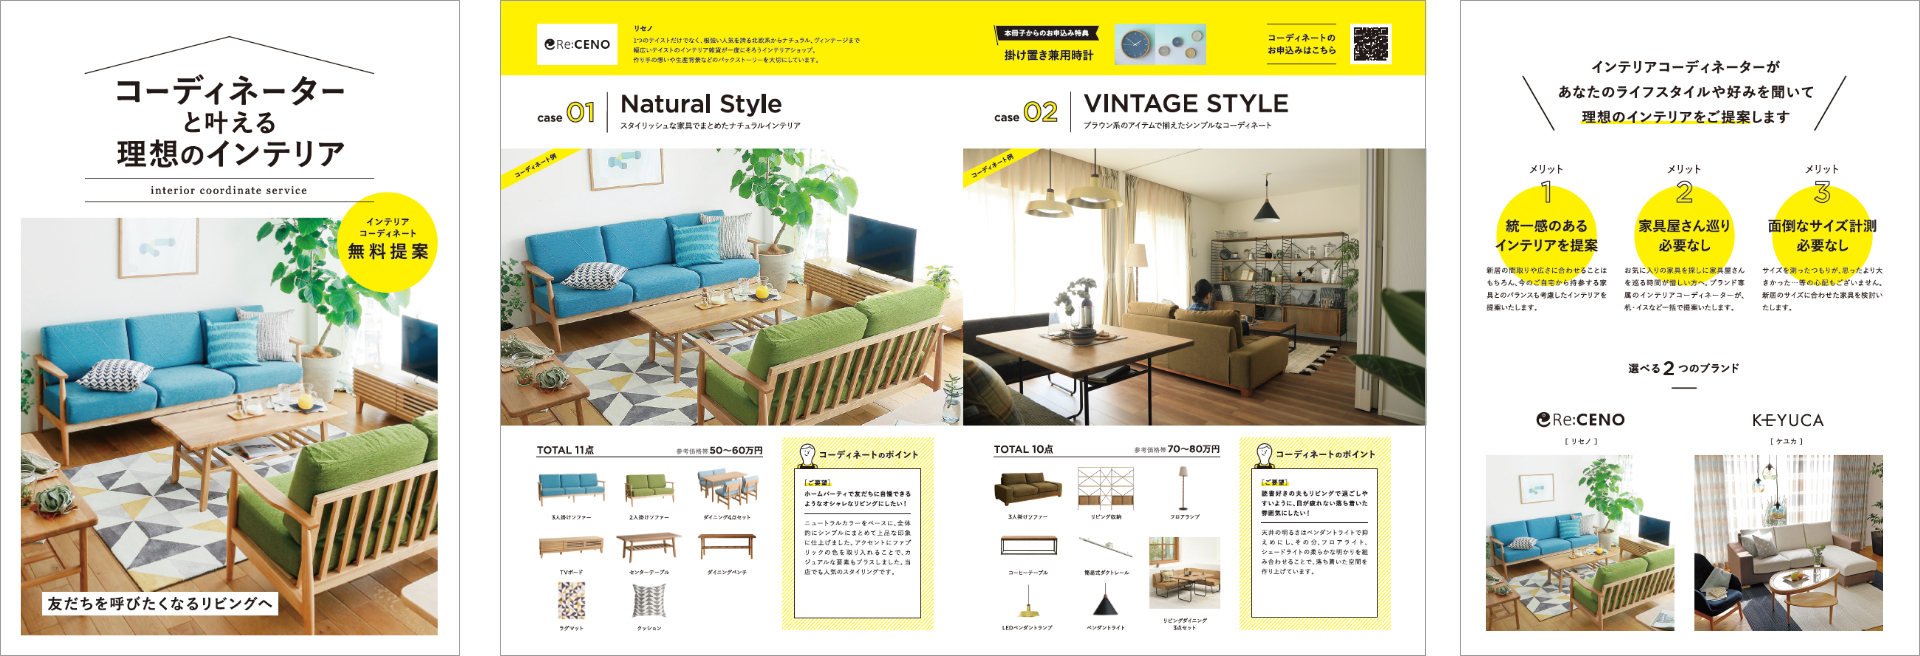 コーディネーター
と叶える
理想のインテリア
interior coordinate service
インテリア
コーディネート
無料提案
友だちを呼びたくなるリビングへ
Re:CENO
リセノ
1つのテイストだけでなく、根強い人気を誇る北欧系からナチュラル、ヴィンテージまで
幅広いテイストのインテリア雑貨が一度にそろうインテリアショップ。
作り手の想いや生産背景などのバックストーリーを大切にしています。
本冊子からのお申込み特典
掛け置き兼用時計
コーディネートの
お申込みはこちら
case 01
Natural Style
スタイリッシュな家具でまとめたナチュラルインテリア
コーディネート例
TOTAL 11点
参考価格帯 50〜60万円
3人掛けソファー
2人掛けソファー
ダイニング4点セット
TVボード
センターテーブル
ダイニングベンチ
ラグマット
クッション
コーディネートのポイント
[ご要望]
ホームパーティで友だちに自慢できる
ようなオシャレなリビングにしたい！
ニュートラルカラーをベースに、全体
的にシンプルにまとめて上品な印象
に仕上げました。アクセントにファブ
リックの色を取り入れることで、カ
ジュアルな要素もプラスしました。当
店でも人気のスタイリングです。
case 02
VINTAGE STYLE
ブラウン系のアイテムで揃えたシンプルなコーディネート
コーディネート例
TOTAL 10点
参考価格帯 70〜80万円
3人掛けソファー
リビング収納
フロアランプ
コーヒーテーブル
簡易式ダクトレール
LEDペンダントランプ
ペンダントライト
リビングダイニング
3点セット
コーディネートのポイント
[ご要望]
読書好きの夫もリビングで過ごしや
すいように、目が疲れない落ち着いた
雰囲気にしたい！
天井の明るさはペンダントライトで抑
えめにし、その分、フロアライト、
シェードライトの柔らかな明かりを組
み合わせることで、落ち着いた空間を
作り上げています。
インテリアコーディネーターが
あなたのライフスタイルや好みを聞いて
理想のインテリアをご提案します
メリット
1
統一感のある
インテリアを提案
新居の間取りや広さに合わせることは
もちろん、今のご自宅から持参する家
具とのバランスも考慮したインテリアを
提案いたします。
メリット
2
家具屋さん巡り
必要なし
お気に入りの家具を探しに家具屋さん
を巡る時間が惜しい方へ。ブランド専
属のインテリアコーディネーターが、
机・イスなど一括で提案いたします。
メリット
3
面倒なサイズ計測
必要なし
サイズを測ったつもりが、思ったより大
きかった…等の心配もございません。
新居のサイズに合わせた家具を検討い
たします。
選べる2つのブランド
Re:CENO
[リセノ]
KEYUCA
[ケユカ]